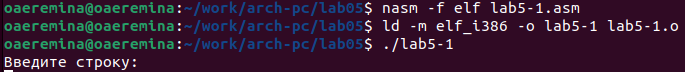 oaeremina@oaeremina:~/work/arch-pc/lab05$ nasm -f elf lab5-1.asm
oaeremina@oaeremina:~/work/arch-pc/lab05$ ld -m elf_i386 -o lab5-1 lab5-1.o
oaeremina@oaeremina:~/work/arch-pc/lab05$ ./lab5-1
Введите строку: